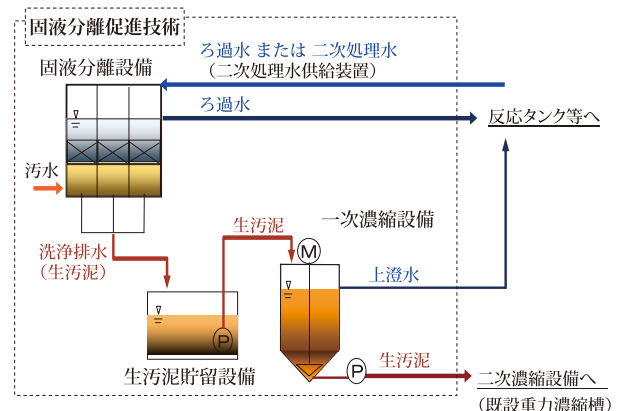 固液分離促進技術
ろ過水 または 二次処理水
（二次処理水供給装置）
固液分離設備
ろ過水
反応タンク等へ
汚水
生汚泥
一次濃縮設備
洗浄排水
（生汚泥）
M
上澄水
P
生汚泥
P
生汚泥貯留設備
二次濃縮設備へ
（既設重力濃縮槽）